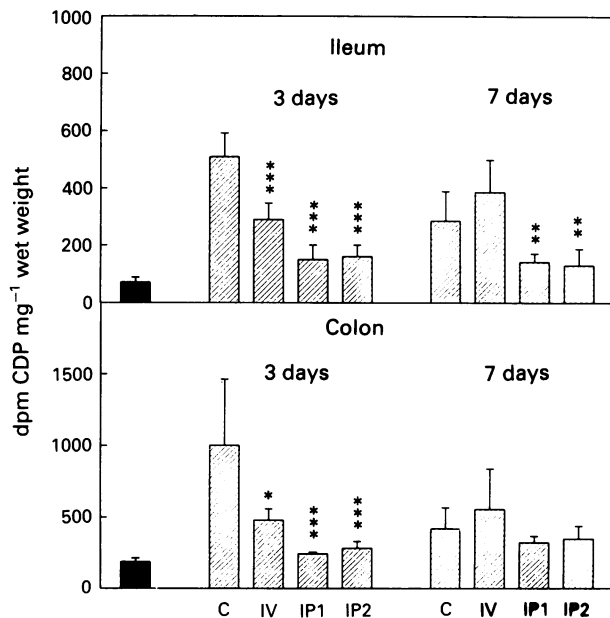 1000
Ileum
800
3 days
7 days
600
***
400
***
***
**
**
200
0
dpm CDP mg⁻¹ wet weight
Colon
1500
3 days
7 days
1000
*
***
***
500
0
C IV IP1 IP2 C IV IP1 IP2